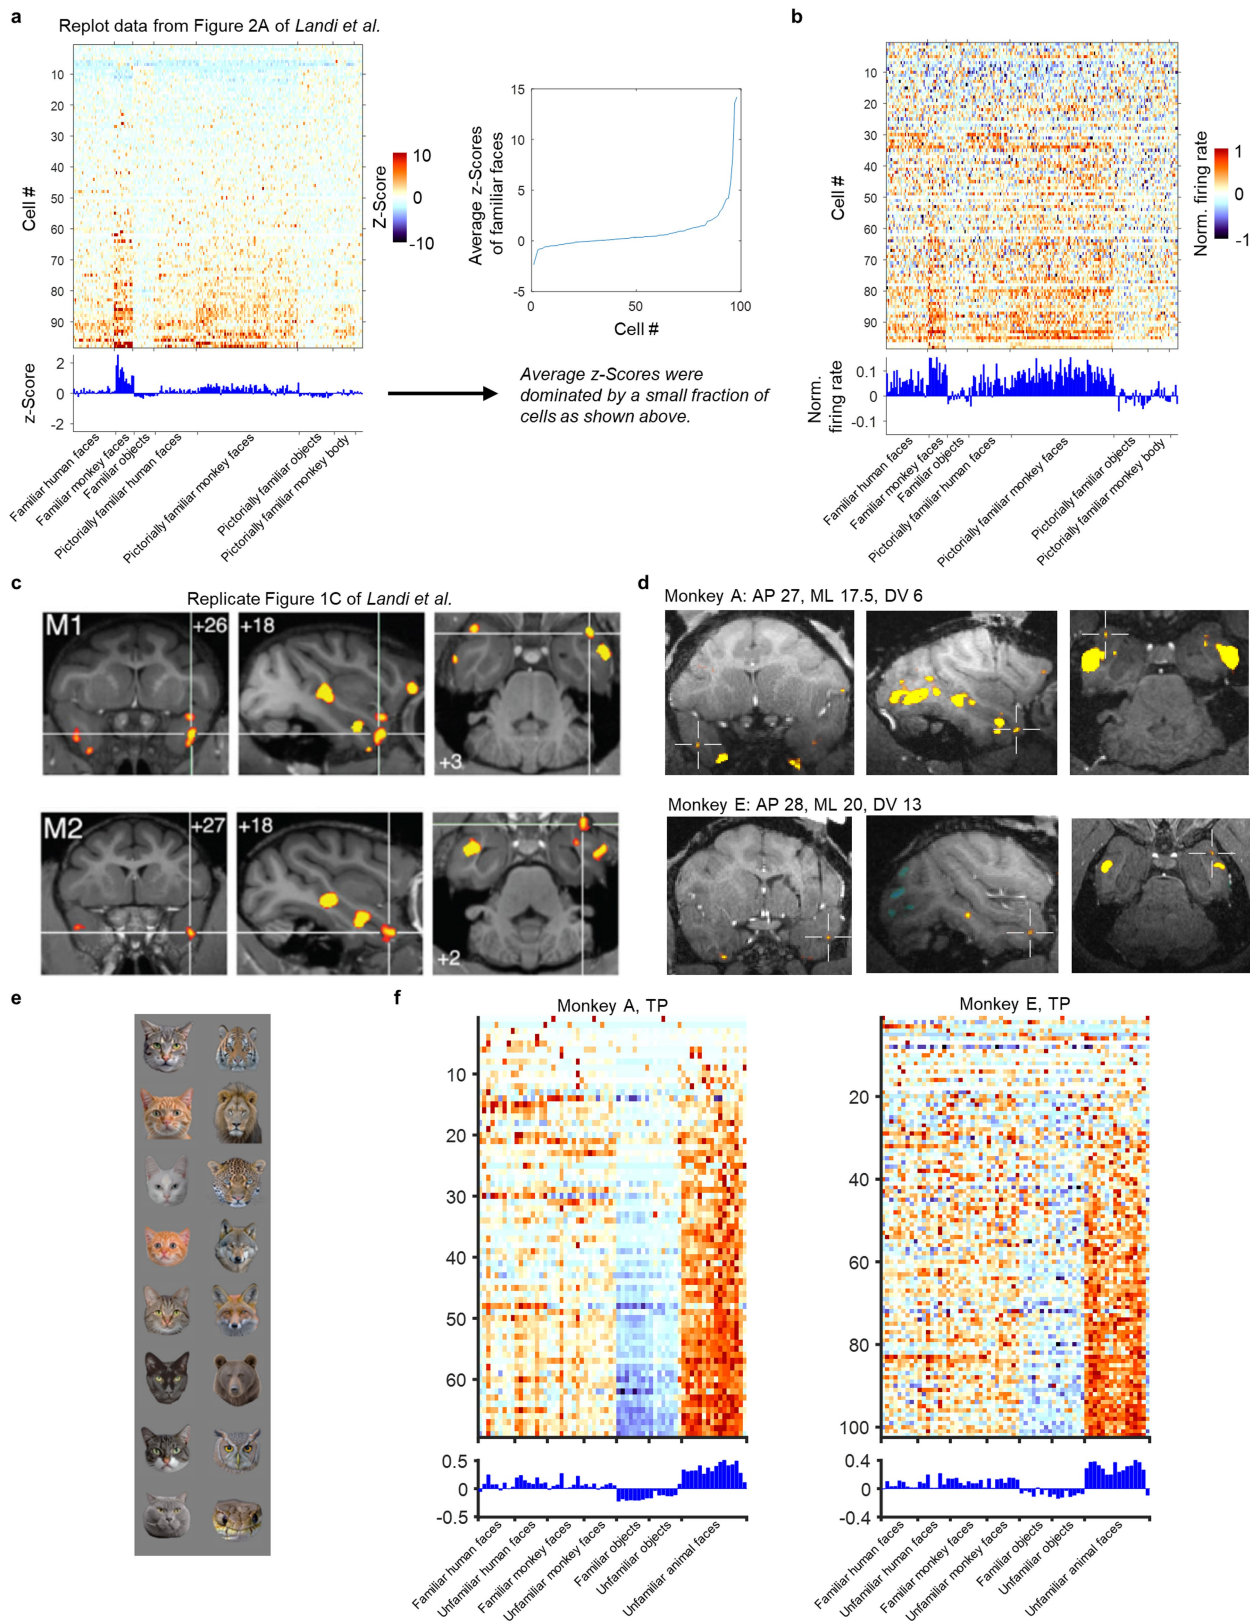 a
Replot data from Figure 2A of Landi et al.
10
20
30
40
50
60
70
80
90
Cell #
10
0
-10
Z-Score
2
0
-2
z-Score
Familiar human faces
Familiar monkey faces
Familiar objects
Pictorially familiar human faces
Pictorially familiar monkey faces
Pictorially familiar objects
Pictorially familiar monkey body
15
10
5
0
-5
0
50
100
Average z-Scores
of familiar faces
Cell #
Average z-Scores were
dominated by a small fraction of
cells as shown above.
b
10
20
30
40
50
60
70
80
90
Cell #
1
0
-1
Norm. firing rate
0.1
0
-0.1
Norm.
firing rate
Familiar human faces
Familiar monkey faces
Familiar objects
Pictorially familiar human faces
Pictorially familiar monkey faces
Pictorially familiar objects
Pictorially familiar monkey body
c
Replicate Figure 1C of Landi et al.
M1
+26
+18
+3
M2
+27
+18
+2
d
Monkey A: AP 27, ML 17.5, DV 6
Monkey E: AP 28, ML 20, DV 13
e
f
Monkey A, TP
10
20
30
40
50
60
0.5
0
-0.5
Familiar human faces
Unfamiliar human faces
Familiar monkey faces
Unfamiliar monkey faces
Familiar objects
Unfamiliar objects
Unfamiliar animal faces
Monkey E, TP
20
40
60
80
100
0.4
0
-0.4
Familiar human faces
Unfamiliar human faces
Familiar monkey faces
Unfamiliar monkey faces
Familiar objects
Unfamiliar objects
Unfamiliar animal faces